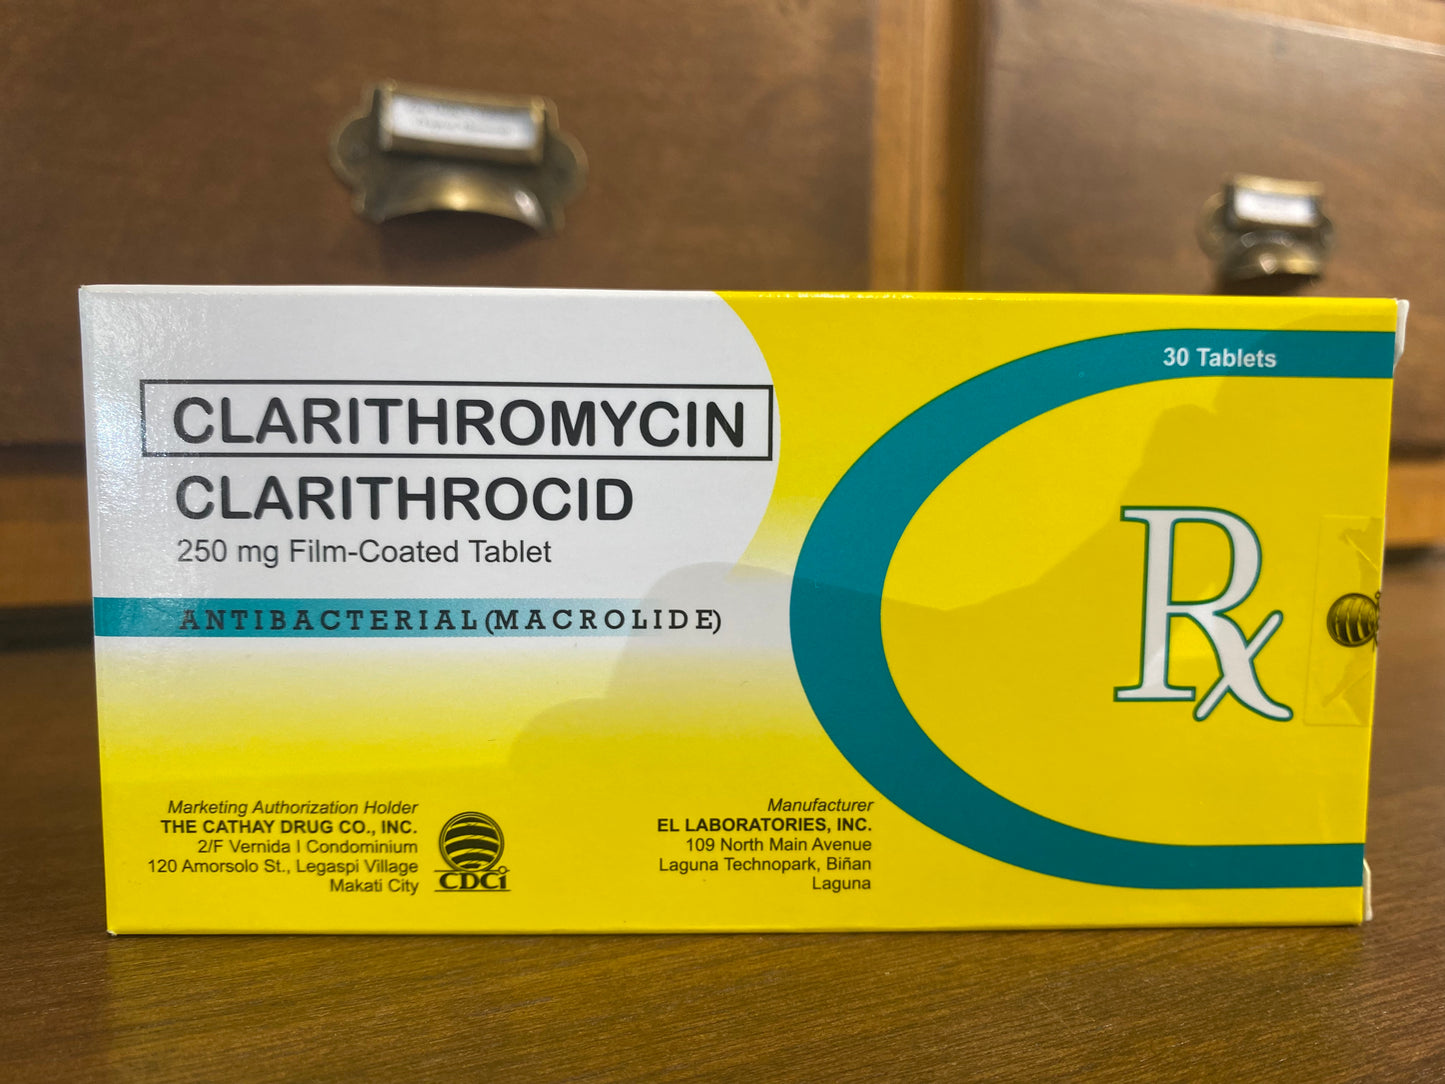 30 Tablets
CLARITHROMYCIN
CLARITHROCID
250 mg Film-Coated Tablet
ANTIBACTERIAL (MACROLIDE)
Rx
Marketing Authorization Holder
THE CATHAY DRUG CO., INC.
2/F Vernida I Condominium
120 Amorsolo St., Legaspi Village
Makati City
CDCi
Manufacturer
EL LABORATORIES, INC.
109 North Main Avenue
Laguna Technopark, Biñan
Laguna